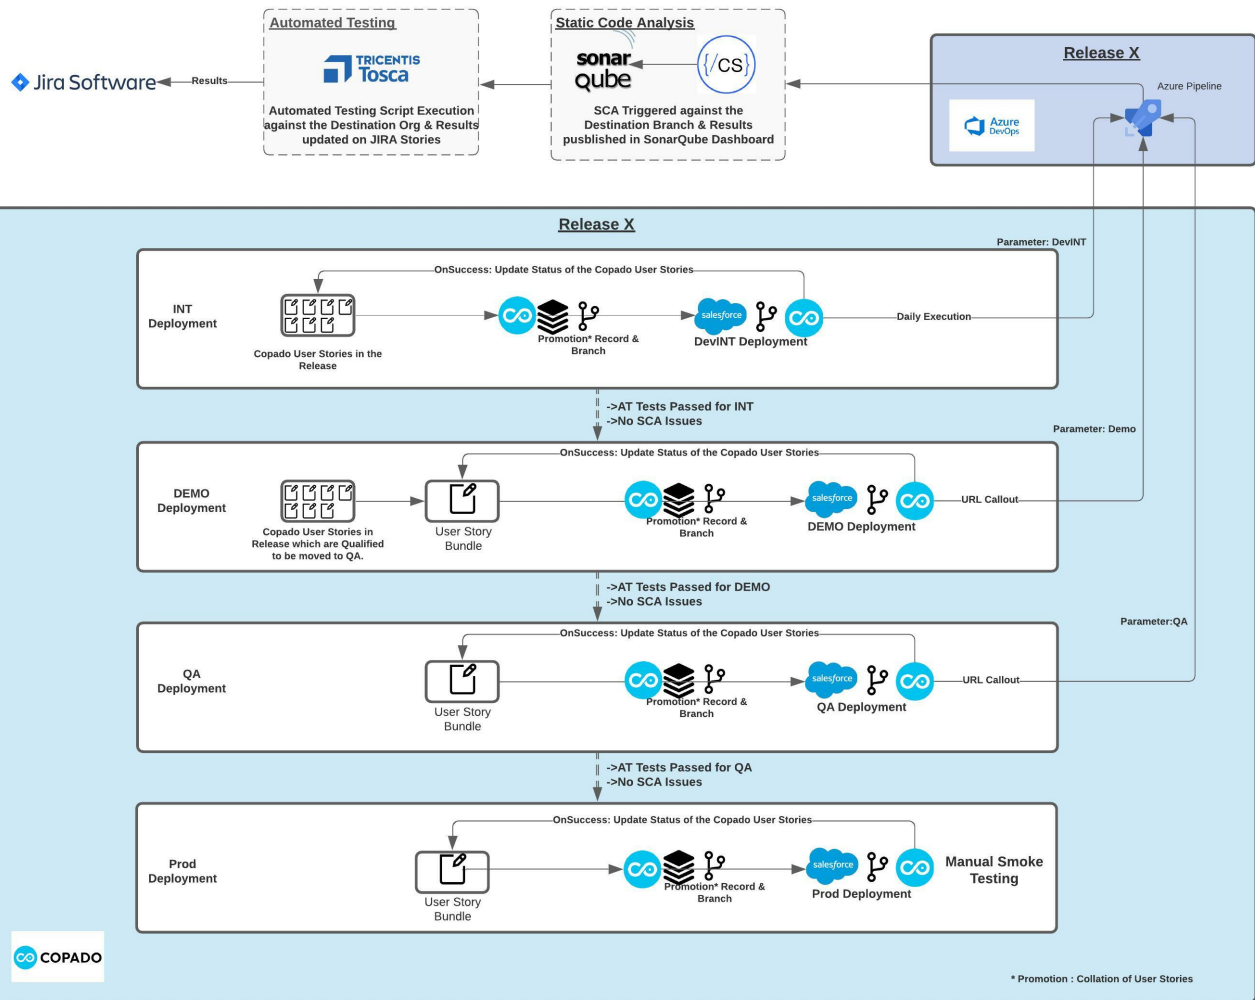 Automated Testing
TRICENTIS
Tosca
Automated Testing Script Execution
against the Destination Org & Results
updated on JIRA Stories
Jira Software
Results
Static Code Analysis
sonar
qube
{/CS}
SCA Triggered against the
Destination Branch & Results
pusblished in SonarQube Dashboard
Release X
Azure Pipeline
Azure
DevOps
Release X
Parameter: DevINT
INT
Deployment
OnSuccess: Update Status of the Copado User Stories
Copado User Stories in the
Release
Promotion* Record &
Branch
salesforce
DevINT Deployment
Daily Execution
->AT Tests Passed for INT
->No SCA Issues
Parameter: Demo
DEMO
Deployment
OnSuccess: Update Status of the Copado User Stories
Copado User Stories in
Release which are Qualified
to be moved to QA.
User Story
Bundle
Promotion* Record &
Branch
salesforce
DEMO Deployment
URL Callout
->AT Tests Passed for DEMO
->No SCA Issues
Parameter:QA
QA
Deployment
OnSuccess: Update Status of the Copado User Stories
User Story
Bundle
Promotion* Record &
Branch
salesforce
QA Deployment
URL Callout
->AT Tests Passed for QA
->No SCA Issues
Prod
Deployment
OnSuccess: Update Status of the Copado User Stories
User Story
Bundle
Promotion* Record &
Branch
salesforce
Prod Deployment
Manual Smoke
Testing
COPADO
* Promotion : Collation of User Stories